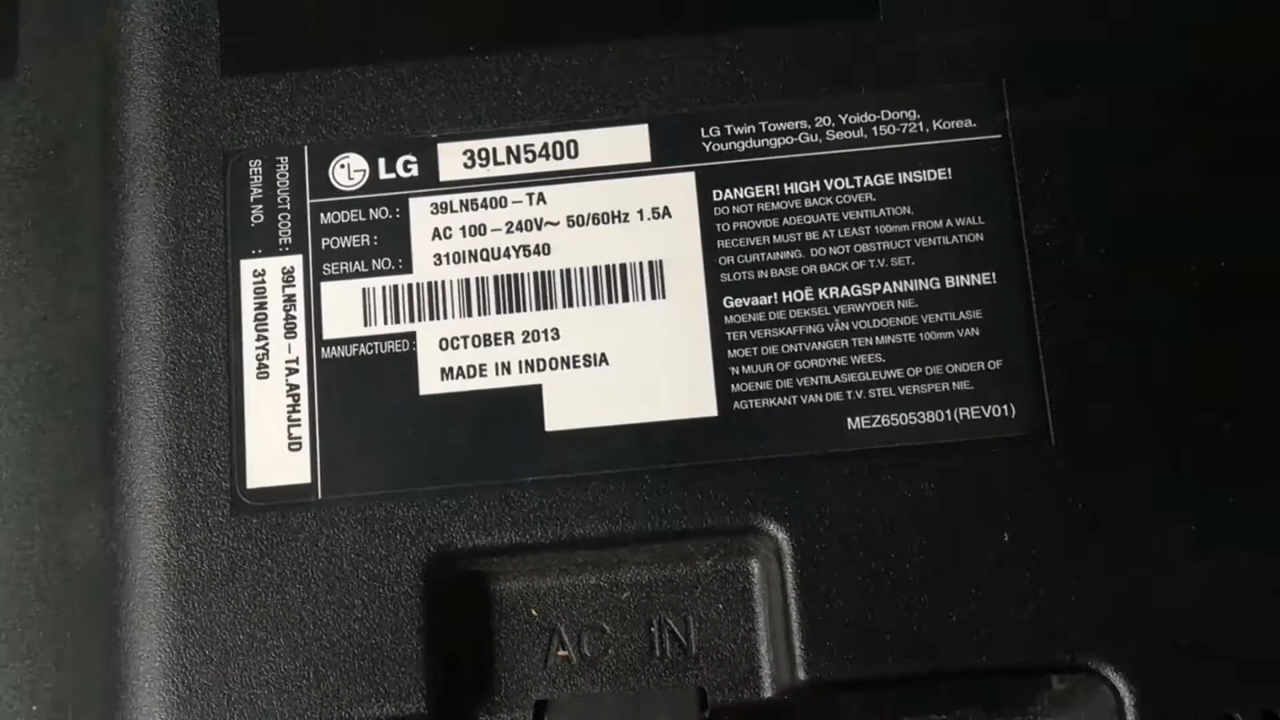 LG
39LN5400
LG Twin Towers, 20, Yoido-Dong,
Youngdungpo-Gu, Seoul, 150-721, Korea.
PRODUCT CODE : 39LN5400-TA.APHJLJD
SERIAL NO. : 310INQU4Y540
MODEL NO. : 39LN5400-TA
POWER : AC 100-240V~ 50/60Hz 1.5A
SERIAL NO. : 310INQU4Y540
MANUFACTURED : OCTOBER 2013
MADE IN INDONESIA
DANGER! HIGH VOLTAGE INSIDE!
DO NOT REMOVE BACK COVER.
TO PROVIDE ADEQUATE VENTILATION,
RECEIVER MUST BE AT LEAST 100mm FROM A WALL
OR CURTAINING. DO NOT OBSTRUCT VENTILATION
SLOTS IN BASE OR BACK OF T.V. SET.
Gevaar! HOË KRAGSPANNING BINNE!
MOENIE DIE DEKSEL VERWYDER NIE.
TER VERSKAFFING VÄN VOLDOENDE VENTILASIE
MOET DIE ONTVANGER TEN MINSTE 100mm VAN
'N MUUR OF GORDYNE WEES.
MOENIE DIE VENTILASIEGLEUWE OP DIE ONDER OF
AGTERKANT VAN DIE T.V. STEL VERSPER NIE.
MEZ65053801(REV01)
AC IN